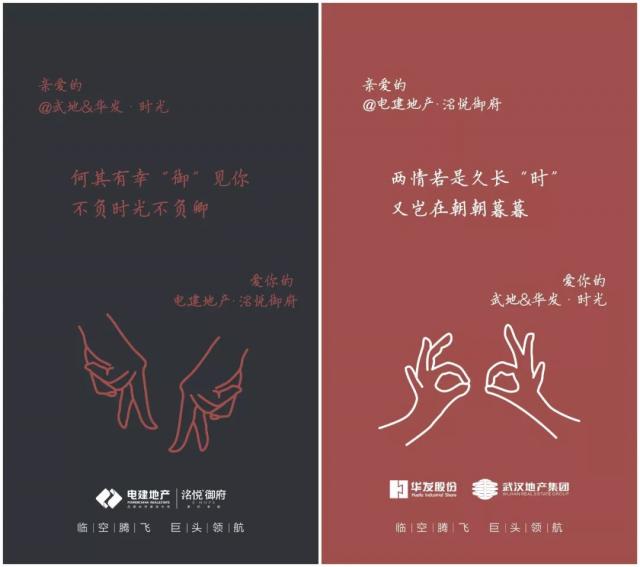 亲爱的
@武地&华发·时光
何其有幸“御”见你
不负时光不负卿
爱你的
电建地产·洺悦御府
电建地产
POWERCHINA REAL ESTATE
洺悦御府
临空腾飞 巨头领航
亲爱的
@电建地产·洺悦御府
两情若是久长“时”
又岂在朝朝暮暮
爱你的
武地&华发·时光
华发股份
Huafa Industrial Share
武汉地产集团
WUHAN REAL ESTATE GROUP
临空腾飞 巨头领航